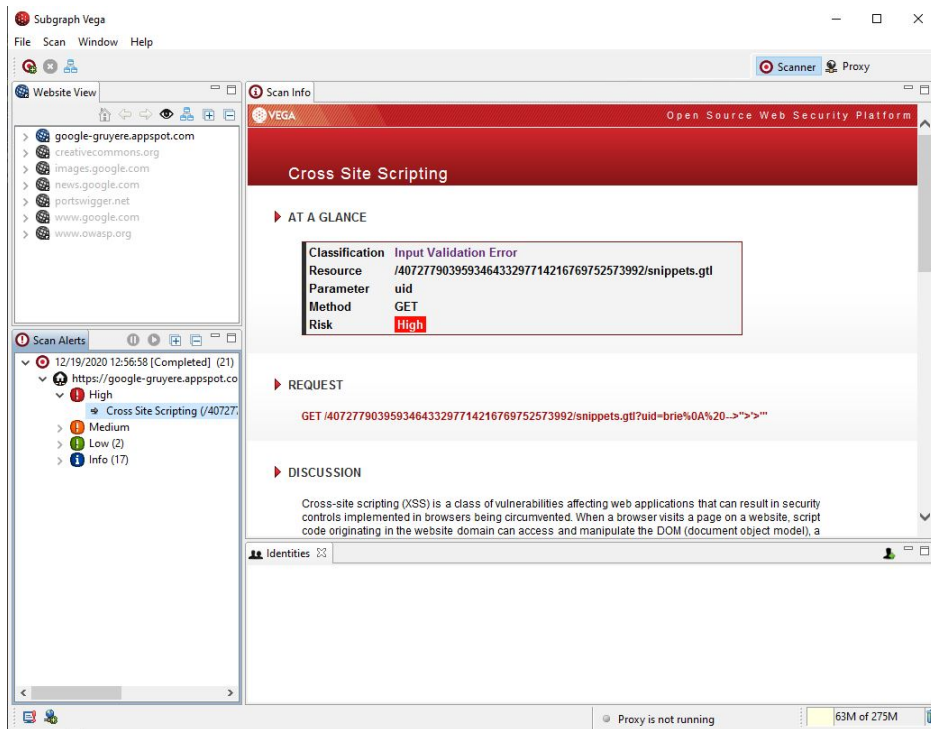 Subgraph Vega
File Scan Window Help
Scanner Proxy
Website View
google-gruyere.appspot.com
creativecommons.org
images.google.com
news.google.com
portswigger.net
www.google.com
www.owasp.org
Scan Alerts
12/19/2020 12:56:58 [Completed] (21)
https://google-gruyere.appspot.co
High
Cross Site Scripting (/40727
Medium
Low (2)
Info (17)
Scan Info
VEGA Open Source Web Security Platform
Cross Site Scripting
AT A GLANCE
Classification Input Validation Error
Resource /407277903959346433297714216769752573992/snippets.gtl
Parameter uid
Method GET
Risk High
REQUEST
GET /407277903959346433297714216769752573992/snippets.gtl?uid=brie%0A%20-->">'>'"
DISCUSSION
Cross-site scripting (XSS) is a class of vulnerabilities affecting web applications that can result in security
controls implemented in browsers being circumvented. When a browser visits a page on a website, script
code originating in the website domain can access and manipulate the DOM (document object model), a
Identities
Proxy is not running
63M of 275M